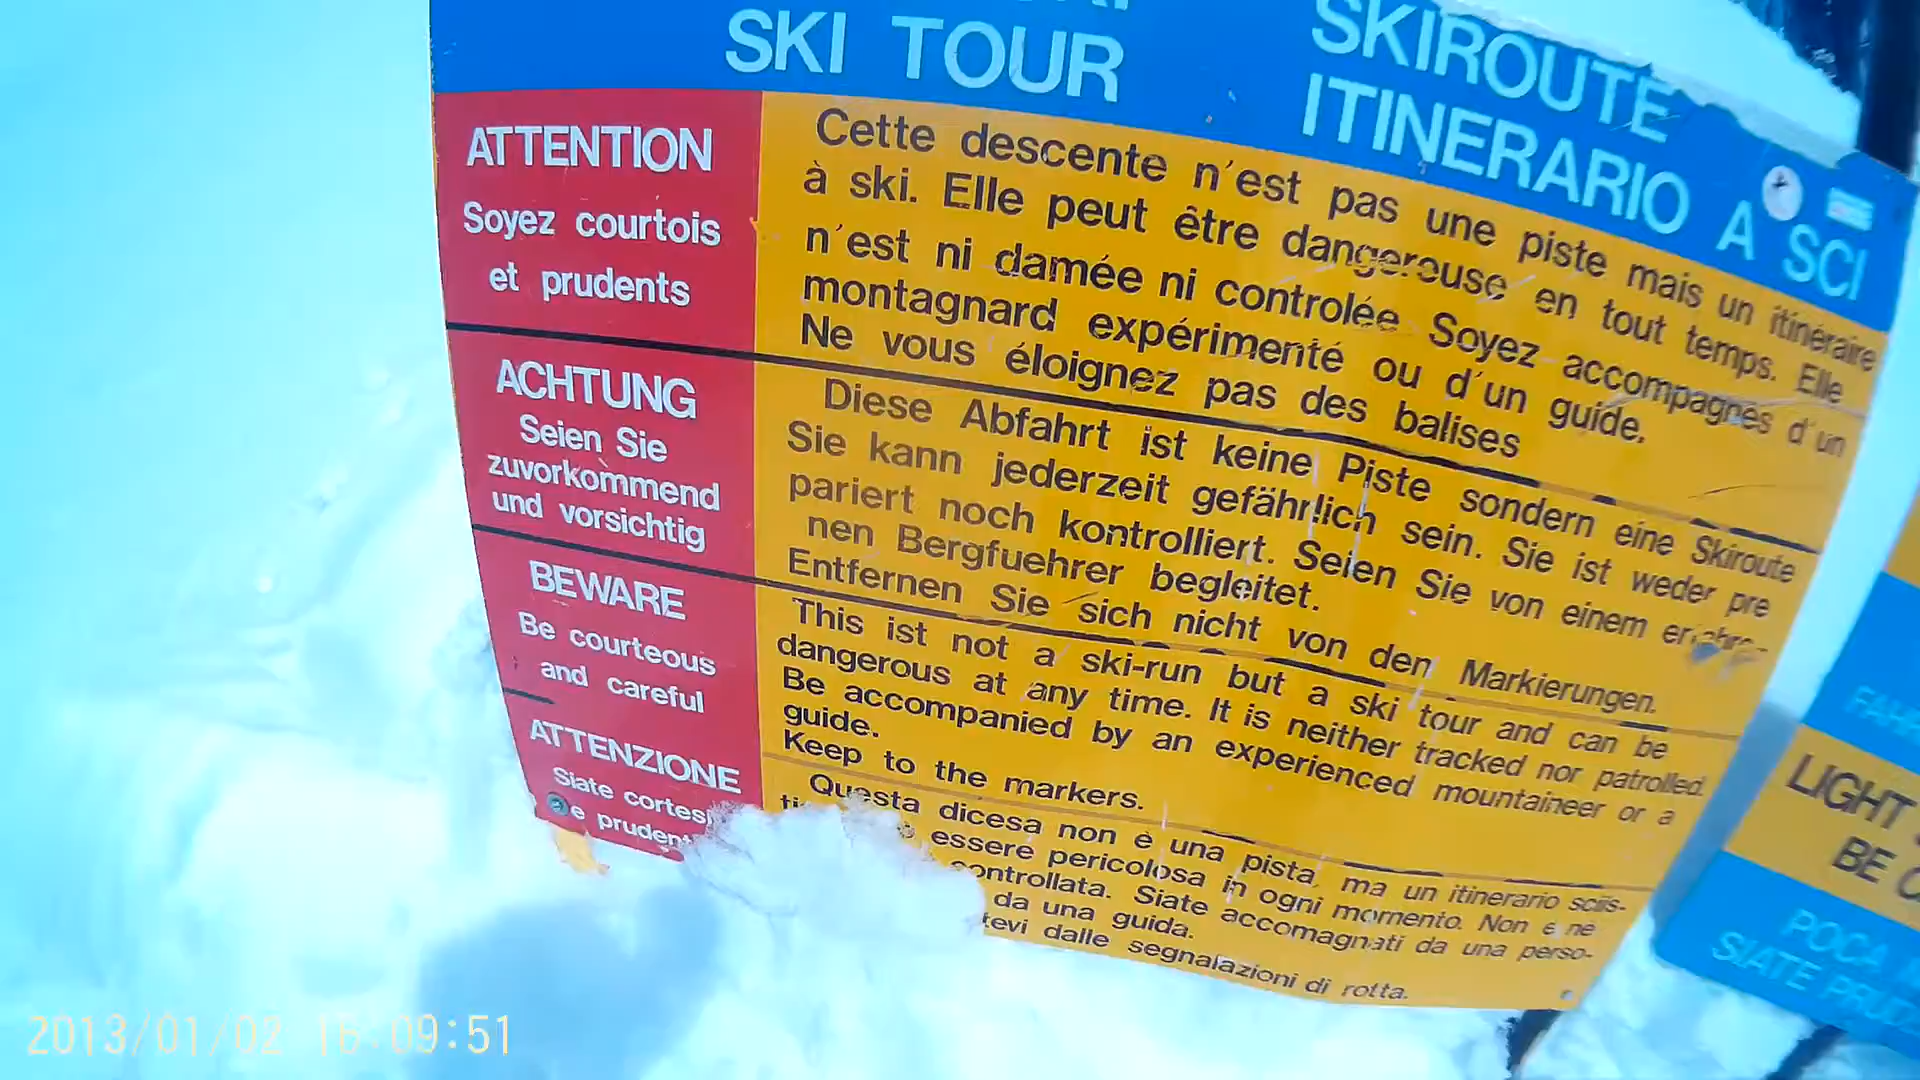 SKI TOUR
SKIROUTE
ITINERARIO A SCI
ATTENTION
Soyez courtois
et prudents
Cette descente n'est pas une piste mais un itinéraire
à ski. Elle peut être dangereuse en tout temps. Elle
n'est ni damée ni controlée Soyez accompagnés d'un
montagnard expérimenté ou d'un guide.
Ne vous éloignez pas des balises
ACHTUNG
Seien Sie
zuvorkommend
und vorsichtig
Diese Abfahrt ist keine Piste sondern eine Skiroute
Sie kann jederzeit gefährlich sein. Sie ist weder pre
pariert noch kontrolliert. Seien Sie von einem
nen Bergfuehrer begleitet.
Entfernen Sie sich nicht von den Markierungen.
BEWARE
Be courteous
and careful
This ist not a ski-run but a ski tour and can be
dangerous at any time. It is neither tracked nor patrolled.
Be accompanied by an experienced mountaineer or a
guide.
Keep to the markers.
ATTENZIONE
Siate cortesi
e prudenti
Questa dicesa non è una pista, ma un itinerario sciis-
essere pericolosa in ogni momento. Non è ne
controllata. Siate accomagnati da una perso-
da una guida.
tevi dalle segnalazioni di rotta.
LIGHT
BE
POCA
SIATE
2013/01/02 16:09:51